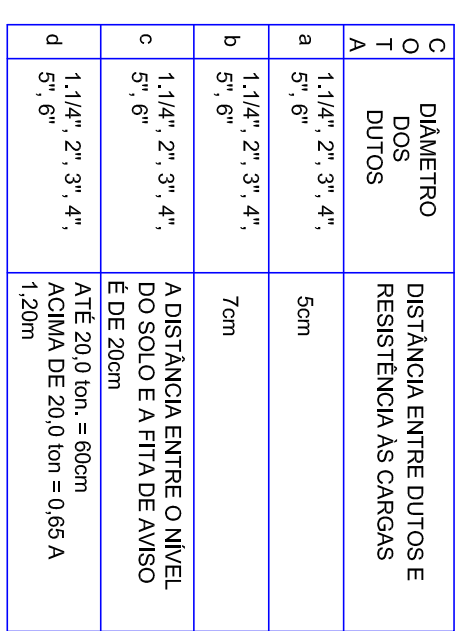 C
O
T
A
DIÂMETRO
DOS
DUTOS
DISTÂNCIA ENTRE DUTOS E
RESISTÊNCIA ÀS CARGAS
a
1.1/4", 2", 3", 4",
5", 6"
5cm
b
1.1/4", 2", 3", 4",
5", 6"
7cm
c
1.1/4", 2", 3", 4",
5", 6"
A DISTÂNCIA ENTRE O NÍVEL
DO SOLO E A FITA DE AVISO
É DE 20cm
d
1.1/4", 2", 3", 4",
5", 6"
ATÉ 20,0 ton. = 60cm
ACIMA DE 20,0 ton = 0,65 A
1,20m